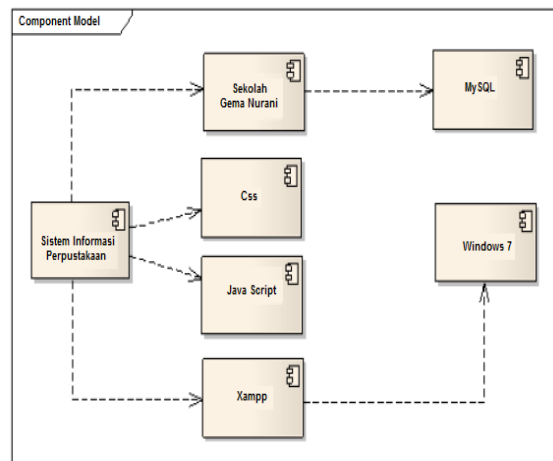 Component Model
Sekolah
Gema Nurani
MySQL
Css
Sistem Informasi
Perpustakaan
Windows 7
Java Script
Xampp